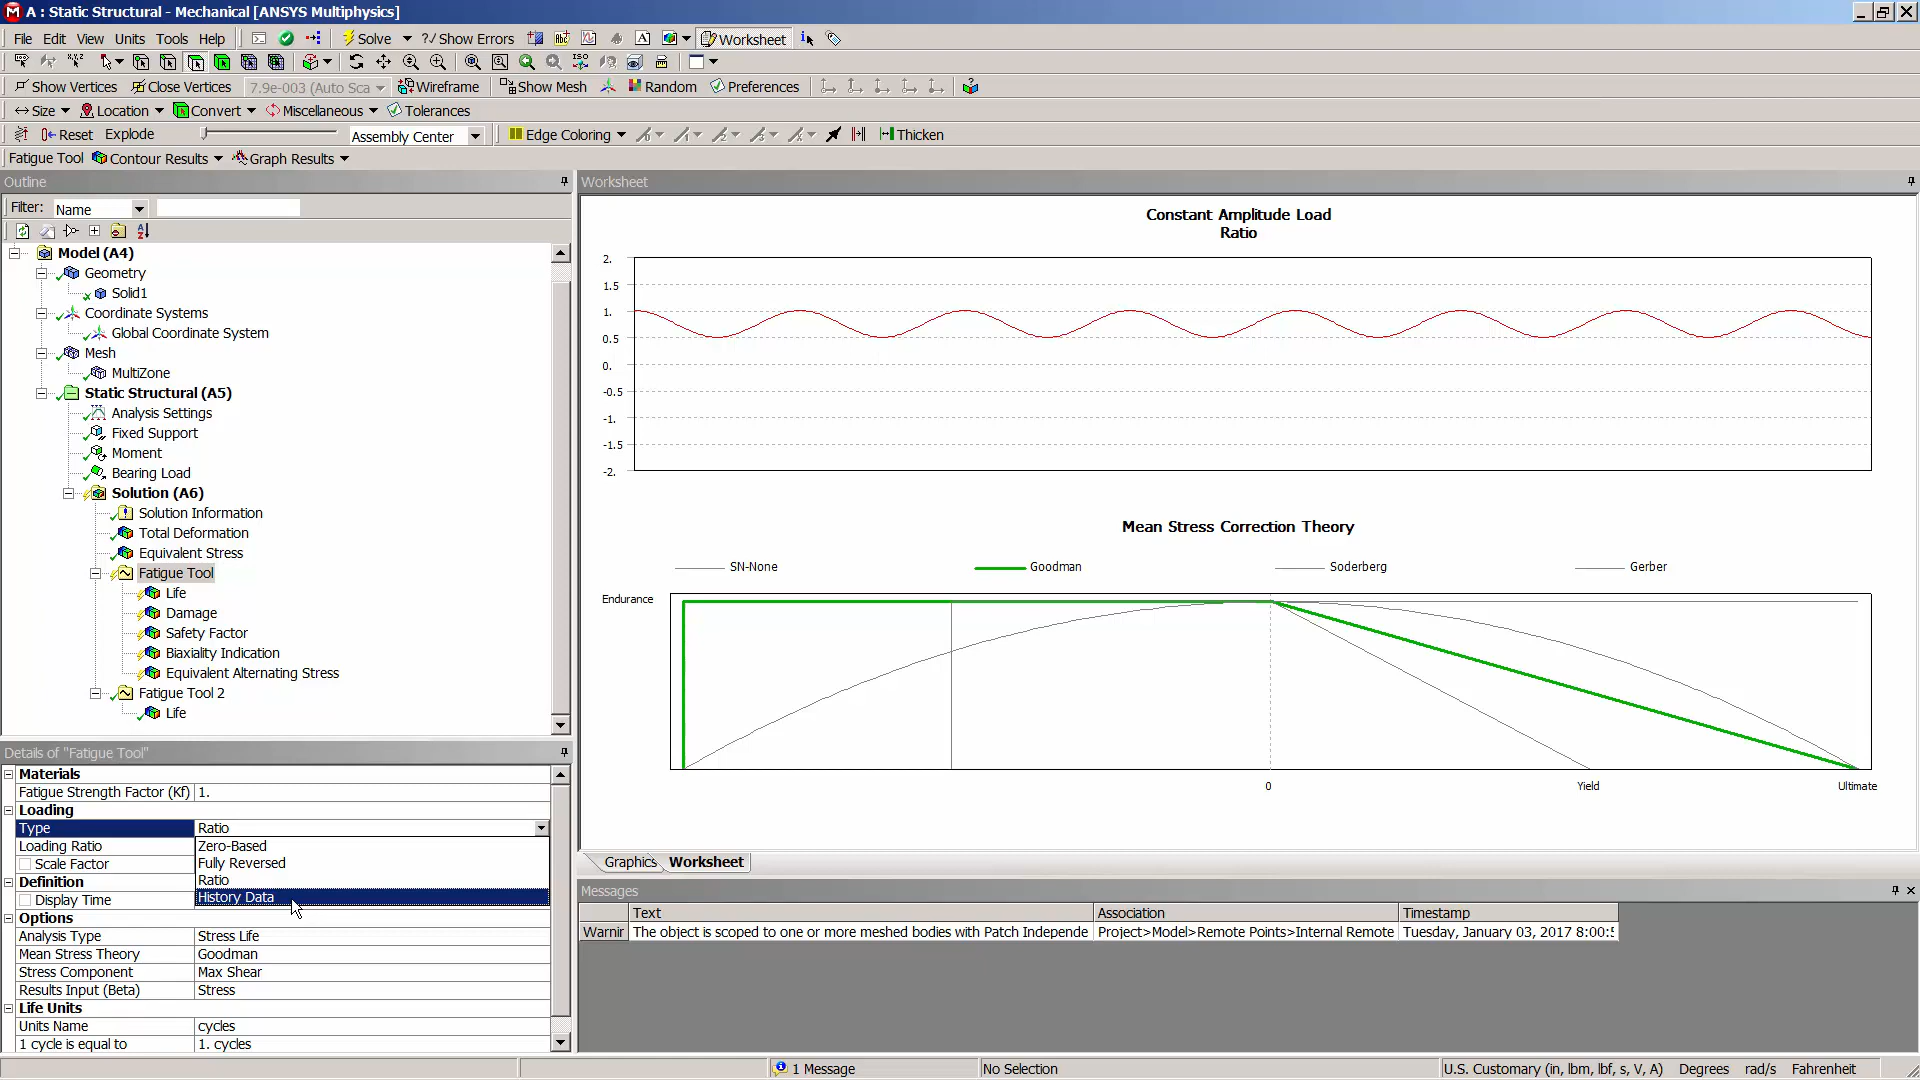 A : Static Structural - Mechanical [ANSYS Multiphysics]
File Edit View Units Tools Help Solve ?/ Show Errors Worksheet
Show Vertices Close Vertices 7.9e-003 (Auto Sca Wireframe Show Mesh Random Preferences
Size Location Convert Miscellaneous Tolerances
Reset Explode Assembly Center Edge Coloring Thicken
Fatigue Tool Contour Results Graph Results
Outline
Filter: Name
Model (A4)
Geometry
Solid1
Coordinate Systems
Global Coordinate System
Mesh
MultiZone
Static Structural (A5)
Analysis Settings
Fixed Support
Moment
Bearing Load
Solution (A6)
Solution Information
Total Deformation
Equivalent Stress
Fatigue Tool
Life
Damage
Safety Factor
Biaxiality Indication
Equivalent Alternating Stress
Fatigue Tool 2
Life
Details of "Fatigue Tool"
Materials
Fatigue Strength Factor (Kf) 1.
Loading
Type Ratio
Loading Ratio Zero-Based
Scale Factor Fully Reversed
Definition Ratio
Display Time History Data
Options
Analysis Type Stress Life
Mean Stress Theory Goodman
Stress Component Max Shear
Results Input (Beta) Stress
Life Units
Units Name cycles
1 cycle is equal to 1. cycles
Worksheet
Constant Amplitude Load
Ratio
2.
1.5
1.
0.5
0.
-0.5
-1.
-1.5
-2.
Mean Stress Correction Theory
SN-None Goodman Soderberg Gerber
Endurance
0 Yield Ultimate
Graphics Worksheet
Messages
Text Association Timestamp
Warnir The object is scoped to one or more meshed bodies with Patch Independe Project>Model>Remote Points>Internal Remote Tuesday, January 03, 2017 8:00:5
1 Message No Selection U.S. Customary (in, lbm, lbf, s, V, A) Degrees rad/s Fahrenheit